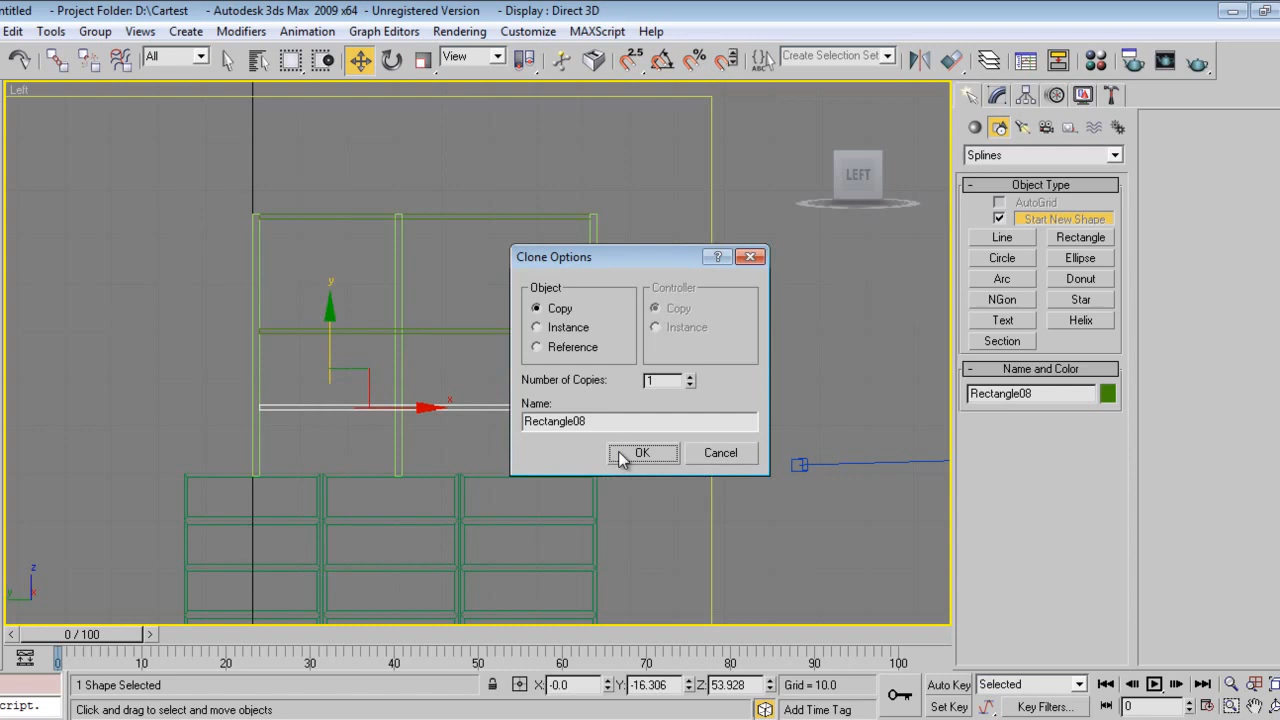 ntitled - Project Folder: D:\Cartest - Autodesk 3ds Max 2009 x64 - Unregistered Version - Display : Direct 3D
Edit Tools Group Views Create Modifiers Animation Graph Editors Rendering Customize MAXScript Help
All View 2.5 Create Selection Set
Left
LEFT
Splines
- Object Type
AutoGrid
Start New Shape
Line Rectangle
Circle Ellipse
Arc Donut
NGon Star
Text Helix
Section
- Name and Color
Rectangle08
Clone Options
Object Controller
Copy Copy
Instance Instance
Reference
Number of Copies: 1
Name:
Rectangle08
OK Cancel
y
x
z
y x
< 0 / 100 >
0 10 20 30 40 50 60 70 80 90 100
1 Shape Selected X: -0.0 Y: -16.306 Z: 53.928 Grid = 10.0 Auto Key Selected
script. Click and drag to select and move objects Add Time Tag Set Key Key Filters... 0